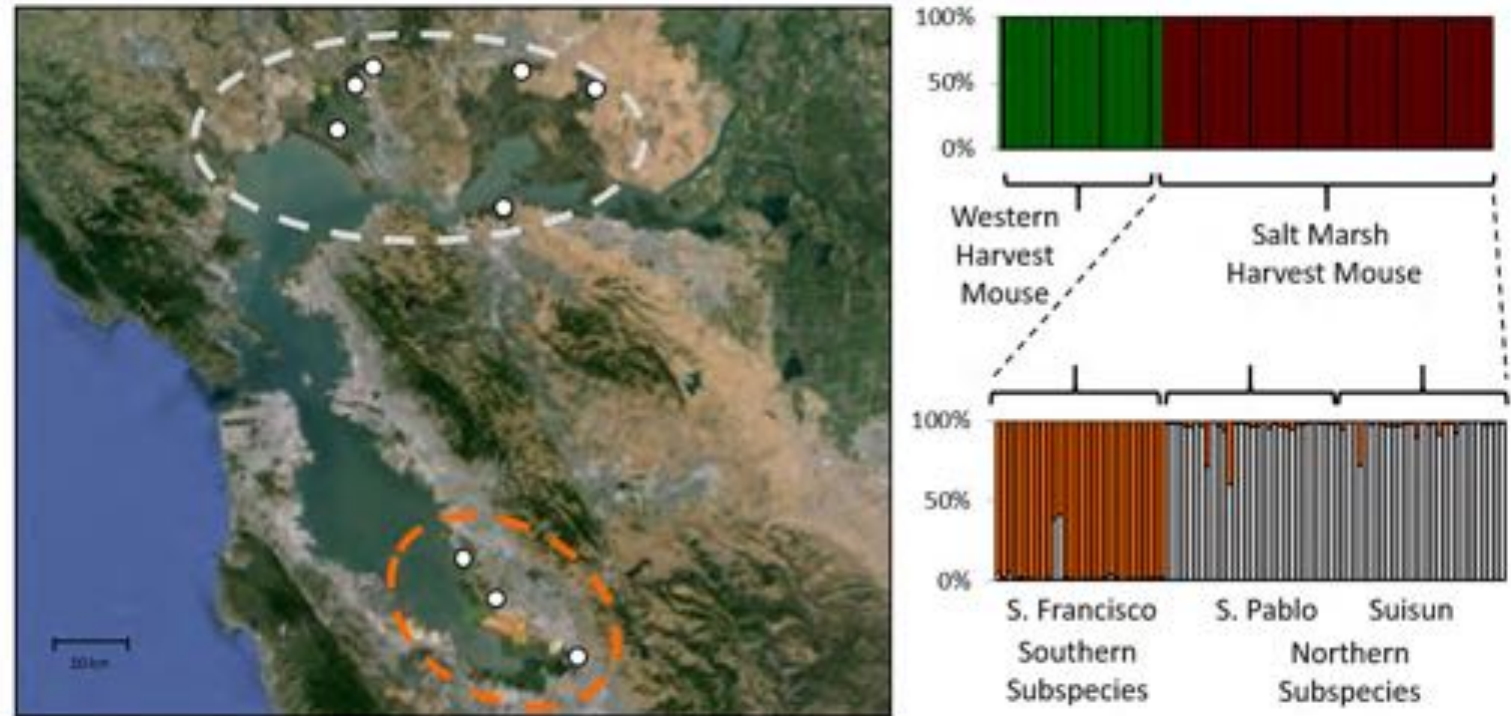 100%
50%
0%
Western
Harvest
Mouse
Salt Marsh
Harvest Mouse
100%
50%
0%
S. Francisco
S. Pablo
Suisun
Southern
Subspecies
Northern
Subspecies